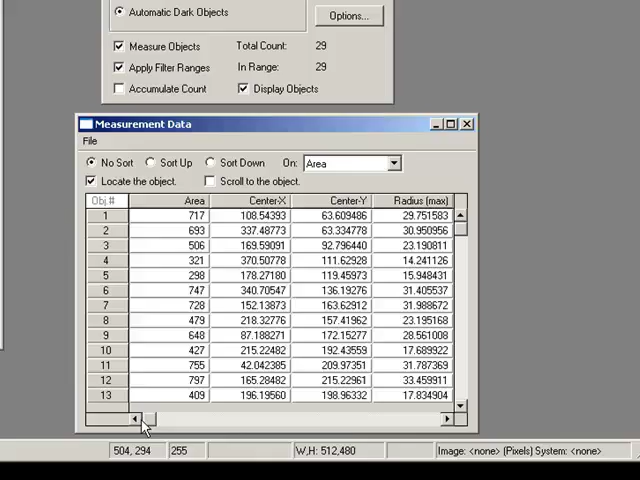 Automatic Dark Objects
Options...
Measure Objects Total Count: 29
Apply Filter Ranges In Range: 29
Accumulate Count Display Objects
Measurement Data
File
No Sort Sort Up Sort Down On: Area
Locate the object. Scroll to the object.
Obj.# Area Center-X Center-Y Radius (max)
1 717 108.54393 63.609486 29.751583
2 693 337.48773 63.334778 30.950956
3 506 169.59091 92.796440 23.190811
4 321 370.50778 111.62928 14.241126
5 298 178.27180 119.45973 15.948431
6 747 340.70547 136.19276 31.405537
7 728 152.13873 163.62912 31.988672
8 479 218.32776 157.41962 23.195168
9 648 87.188271 172.15277 28.561008
10 427 215.22482 192.43559 17.689922
11 755 42.042385 209.97351 31.787369
12 797 165.28482 215.22961 33.459911
13 409 196.19560 198.96332 17.834904
504, 294 255 W,H: 512,480 Image: <none> (Pixels) System: <none>